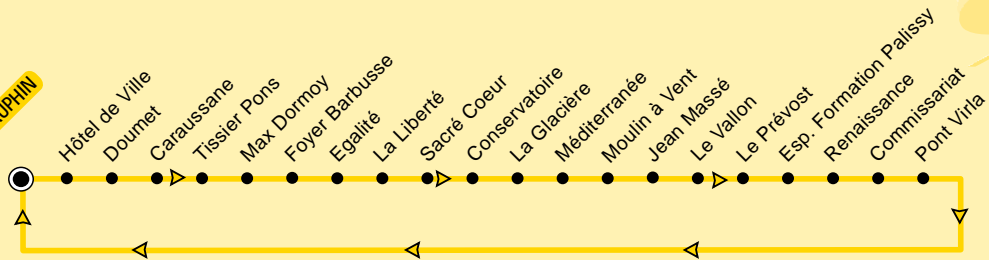 Hôtel de Ville
Doumet
Caraussane
Tissier Pons
Max Dormoy
Foyer Barbusse
Egalité
La Liberté
Sacré Coeur
Conservatoire
La Glacière
Méditerranée
Moulin à Vent
Jean Massé
Le Vallon
Le Prévost
Esp. Formation Palissy
Renaissance
Commissariat
Pont Virla